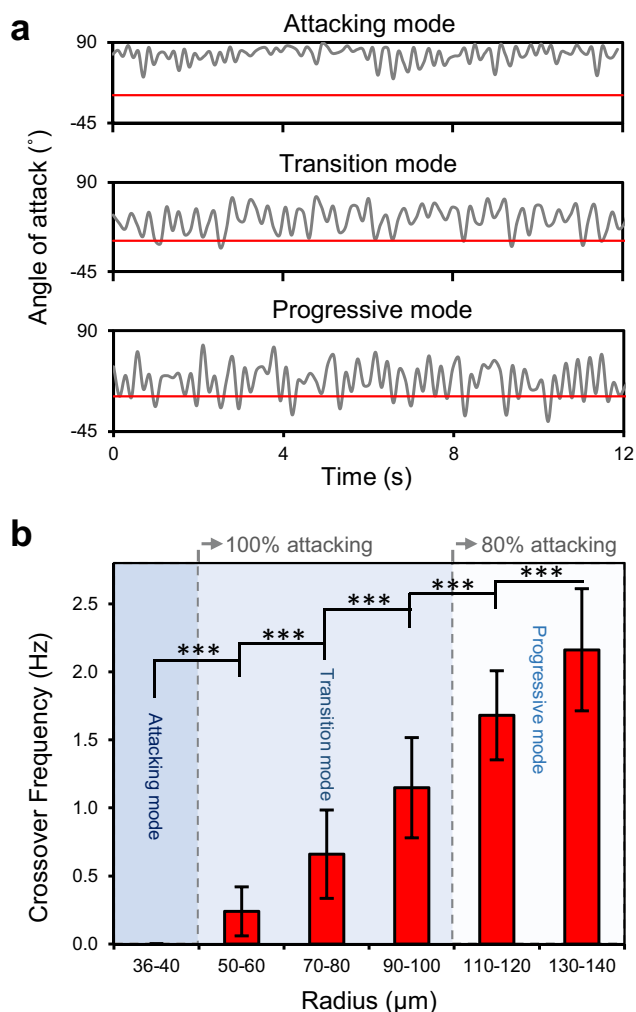 a
Attacking mode
90
-45
Transition mode
90
-45
Progressive mode
90
-45
0 4 8 12
Time (s)
Angle of attack (°)
b
100% attacking 80% attacking
2.5
2.0
1.5
1.0
0.5
0.0
Crossover Frequency (Hz)
*** *** *** *** ***
Attacking mode
Transition mode
Progressive mode
36-40 50-60 70-80 90-100 110-120 130-140
Radius (µm)